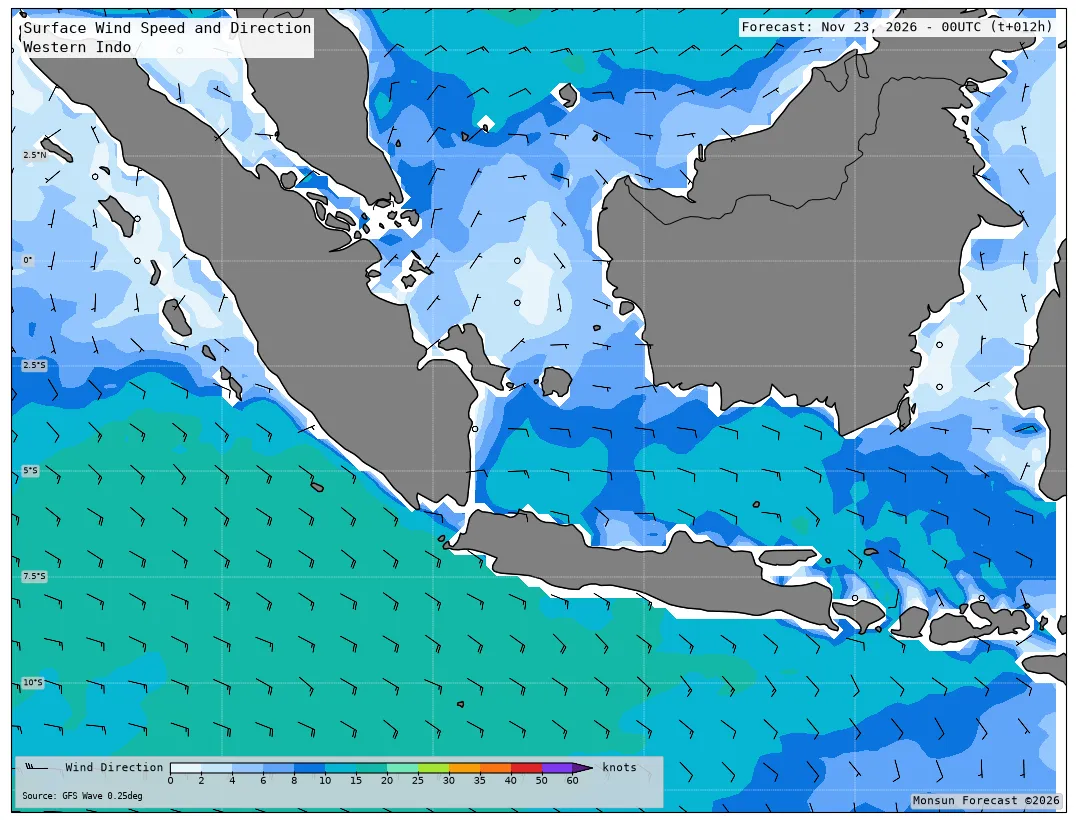 Surface Wind Speed and Direction
Western Indo
Forecast: Nov 23, 2026 - 00UTC (t+012h)
2.5°N
0°
2.5°S
5°S
7.5°S
10°S
Wind Direction
0 2 4 6 8 10 15 20 25 30 35 40 50 60
knots
Source: GFS Wave 0.25deg
Monsun Forecast ©2026